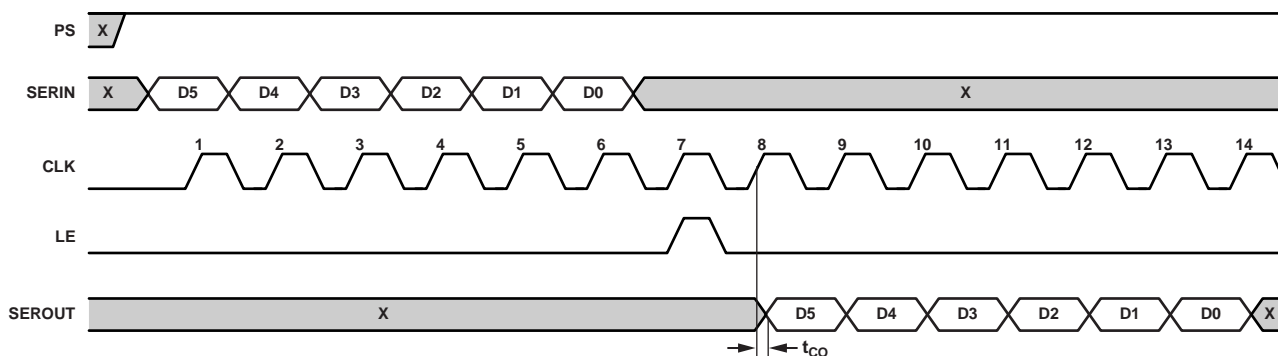 PS X
SERIN X D5 D4 D3 D2 D1 D0 X
CLK 1 2 3 4 5 6 7 8 9 10 11 12 13 14
LE
SEROUT X D5 D4 D3 D2 D1 D0 X
tCO